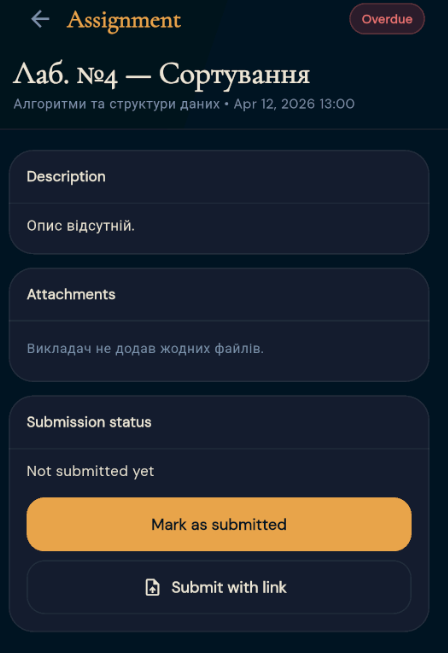 Assignment
Overdue
Лаб. №4 — Сортування
Алгоритми та структури даних • Apr 12, 2026 13:00
Description
Опис відсутній.
Attachments
Викладач не додав жодних файлів.
Submission status
Not submitted yet
Mark as submitted
Submit with link